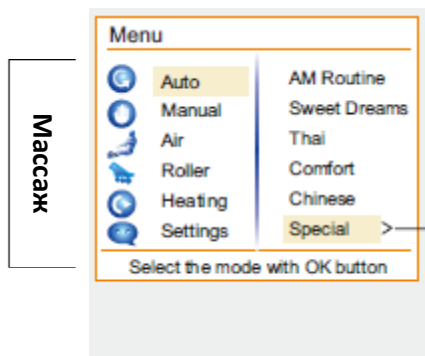 Массаж
Menu
Auto
Manual
Air
Roller
Heating
Settings
AM Routine
Sweet Dreams
Thai
Comfort
Chinese
Special >
Select the mode with OK button